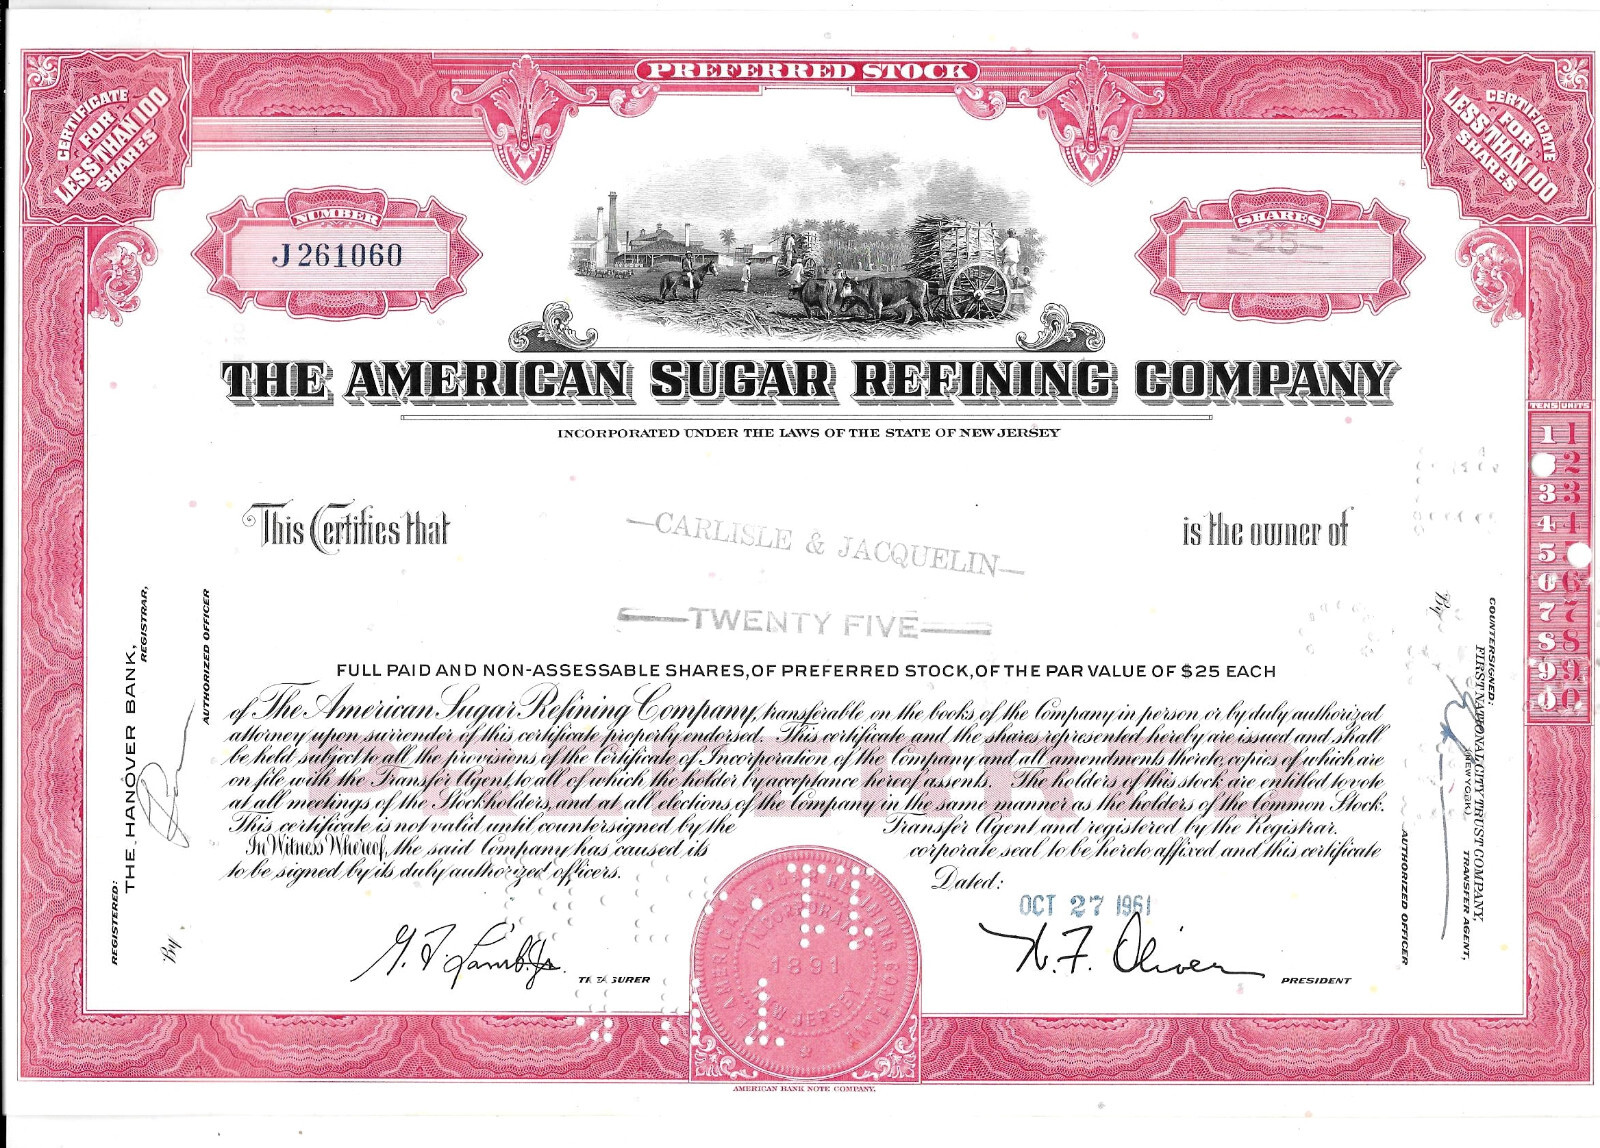 PREFERRED STOCK
CERTIFICATE
FOR
LESS THAN 100
SHARES
CERTIFICATE
FOR
LESS THAN 100
SHARES
NUMBER
J261060
SHARES
—25—
THE AMERICAN SUGAR REFINING COMPANY
INCORPORATED UNDER THE LAWS OF THE STATE OF NEW JERSEY
TENS UNITS
1 1
2
3 3
4 4
5
6 6
7 7
8 8
9 9
0 0
This Certifies that —CARLISLE & JACQUELIN— is the owner of
—TWENTY FIVE—
FULL PAID AND NON-ASSESSABLE SHARES, OF PREFERRED STOCK, OF THE PAR VALUE OF $25 EACH
PREFERRED
of The American Sugar Refining Company, transferable on the books of the Company in person or by duly authorized
attorney upon surrender of this certificate properly endorsed. This certificate and the shares represented hereby are issued and shall
be held subject to all the provisions of the Certificate of Incorporation of the Company and all amendments thereto, copies of which are
on file with the Transfer Agent, to all of which the holder by acceptance hereof assents. The holders of this stock are entitled to vote
at all meetings of the Stockholders, and at all elections of the Company in the same manner as the holders of the Common Stock.
This certificate is not valid until countersigned by the Transfer Agent and registered by the Registrar.
In Witness Whereof, the said Company has caused its corporate seal to be hereto affixed and this certificate
to be signed by its duly authorized officers. Dated:
OCT 27 1961
G. F. Lamb. Jr.
TREASURER
W. F. Oliver
PRESIDENT
AMERICAN SUGAR REFINING COMPANY
INCORPORATED
1891
NEW JERSEY
REGISTERED:
THE HANOVER BANK,
REGISTRAR,
By
AUTHORIZED OFFICER
COUNTERSIGNED:
FIRST NATIONAL CITY TRUST COMPANY,
(NEW YORK)
TRANSFER AGENT,
By
AUTHORIZED OFFICER
AMERICAN BANK NOTE COMPANY.